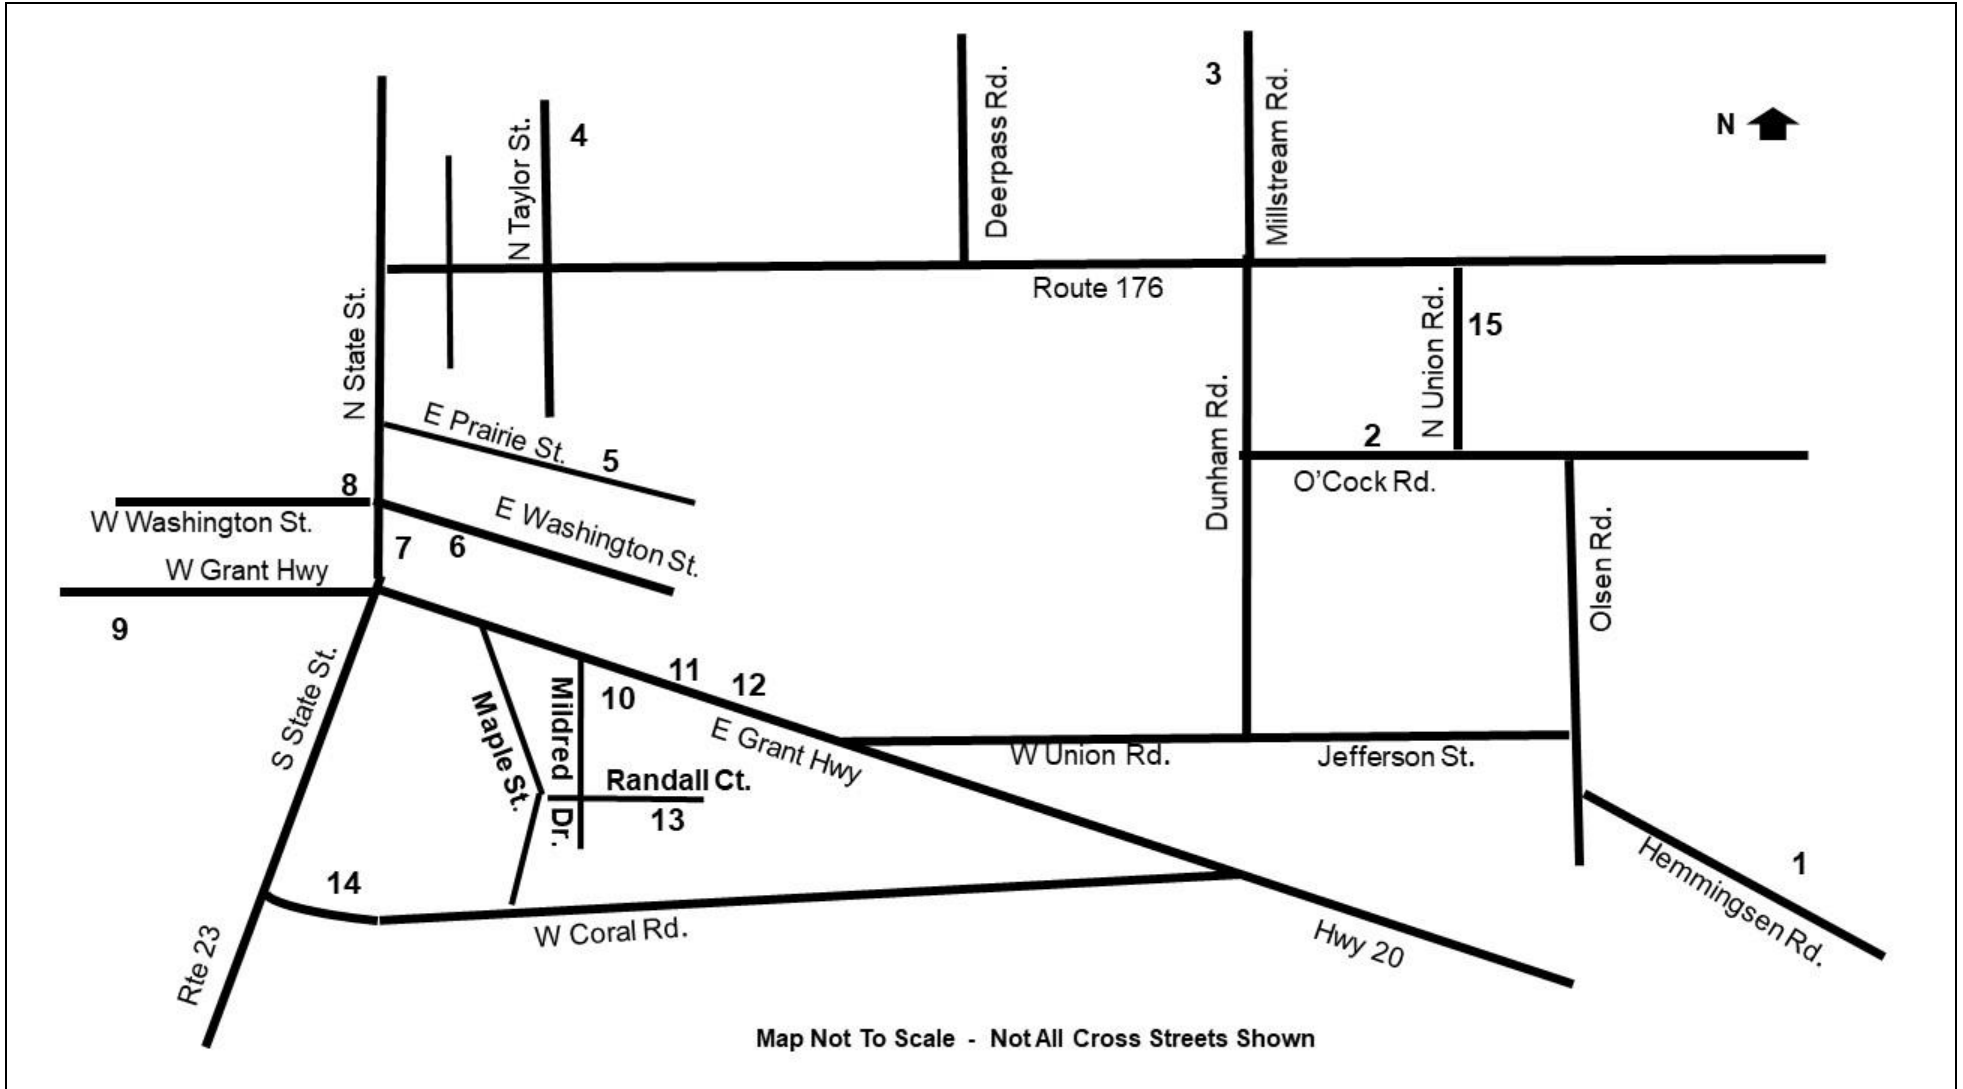 3
N
4
Deerpass Rd.
Millstream Rd.
N Taylor St.
Route 176
N State St.
N Union Rd.
15
E Prairie St.
5
Dunham Rd.
2
O'Cock Rd.
8
W Washington St.
E Washington St.
7
6
W Grant Hwy
Olsen Rd.
9
S State St.
Maple St.
Mildred Dr.
10
11
12
E Grant Hwy
W Union Rd.
Jefferson St.
Randall Ct.
13
14
1
Hemmingsen Rd.
W Coral Rd.
Hwy 20
Rte 23
Map Not To Scale - Not All Cross Streets Shown